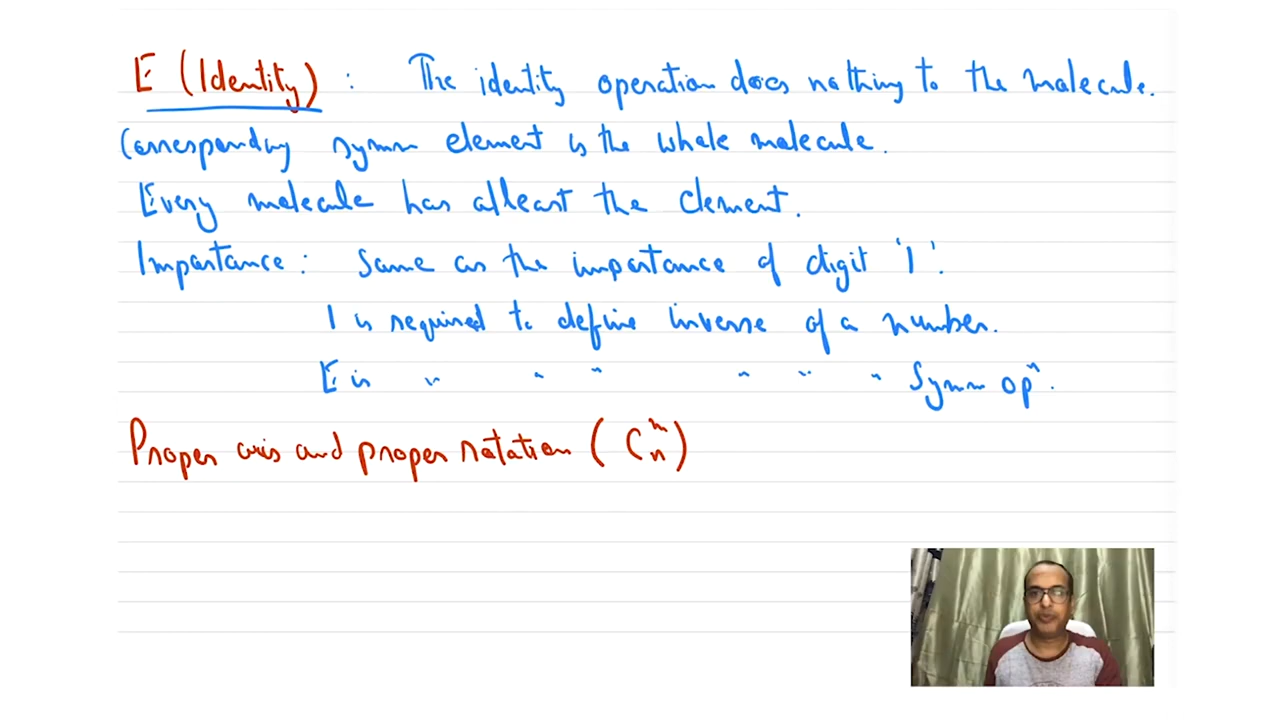 E (Identity) : The identity operation does nothing to the molecule.
Corresponding symm element is the whole molecule.
Every molecule has atleast the element.
Importance : Same as the importance of digit '1'.
1 is required to define inverse of a number.
E is " " " " " " Symm opⁿ.
Proper axis and proper rotation (Cₙᵐ)